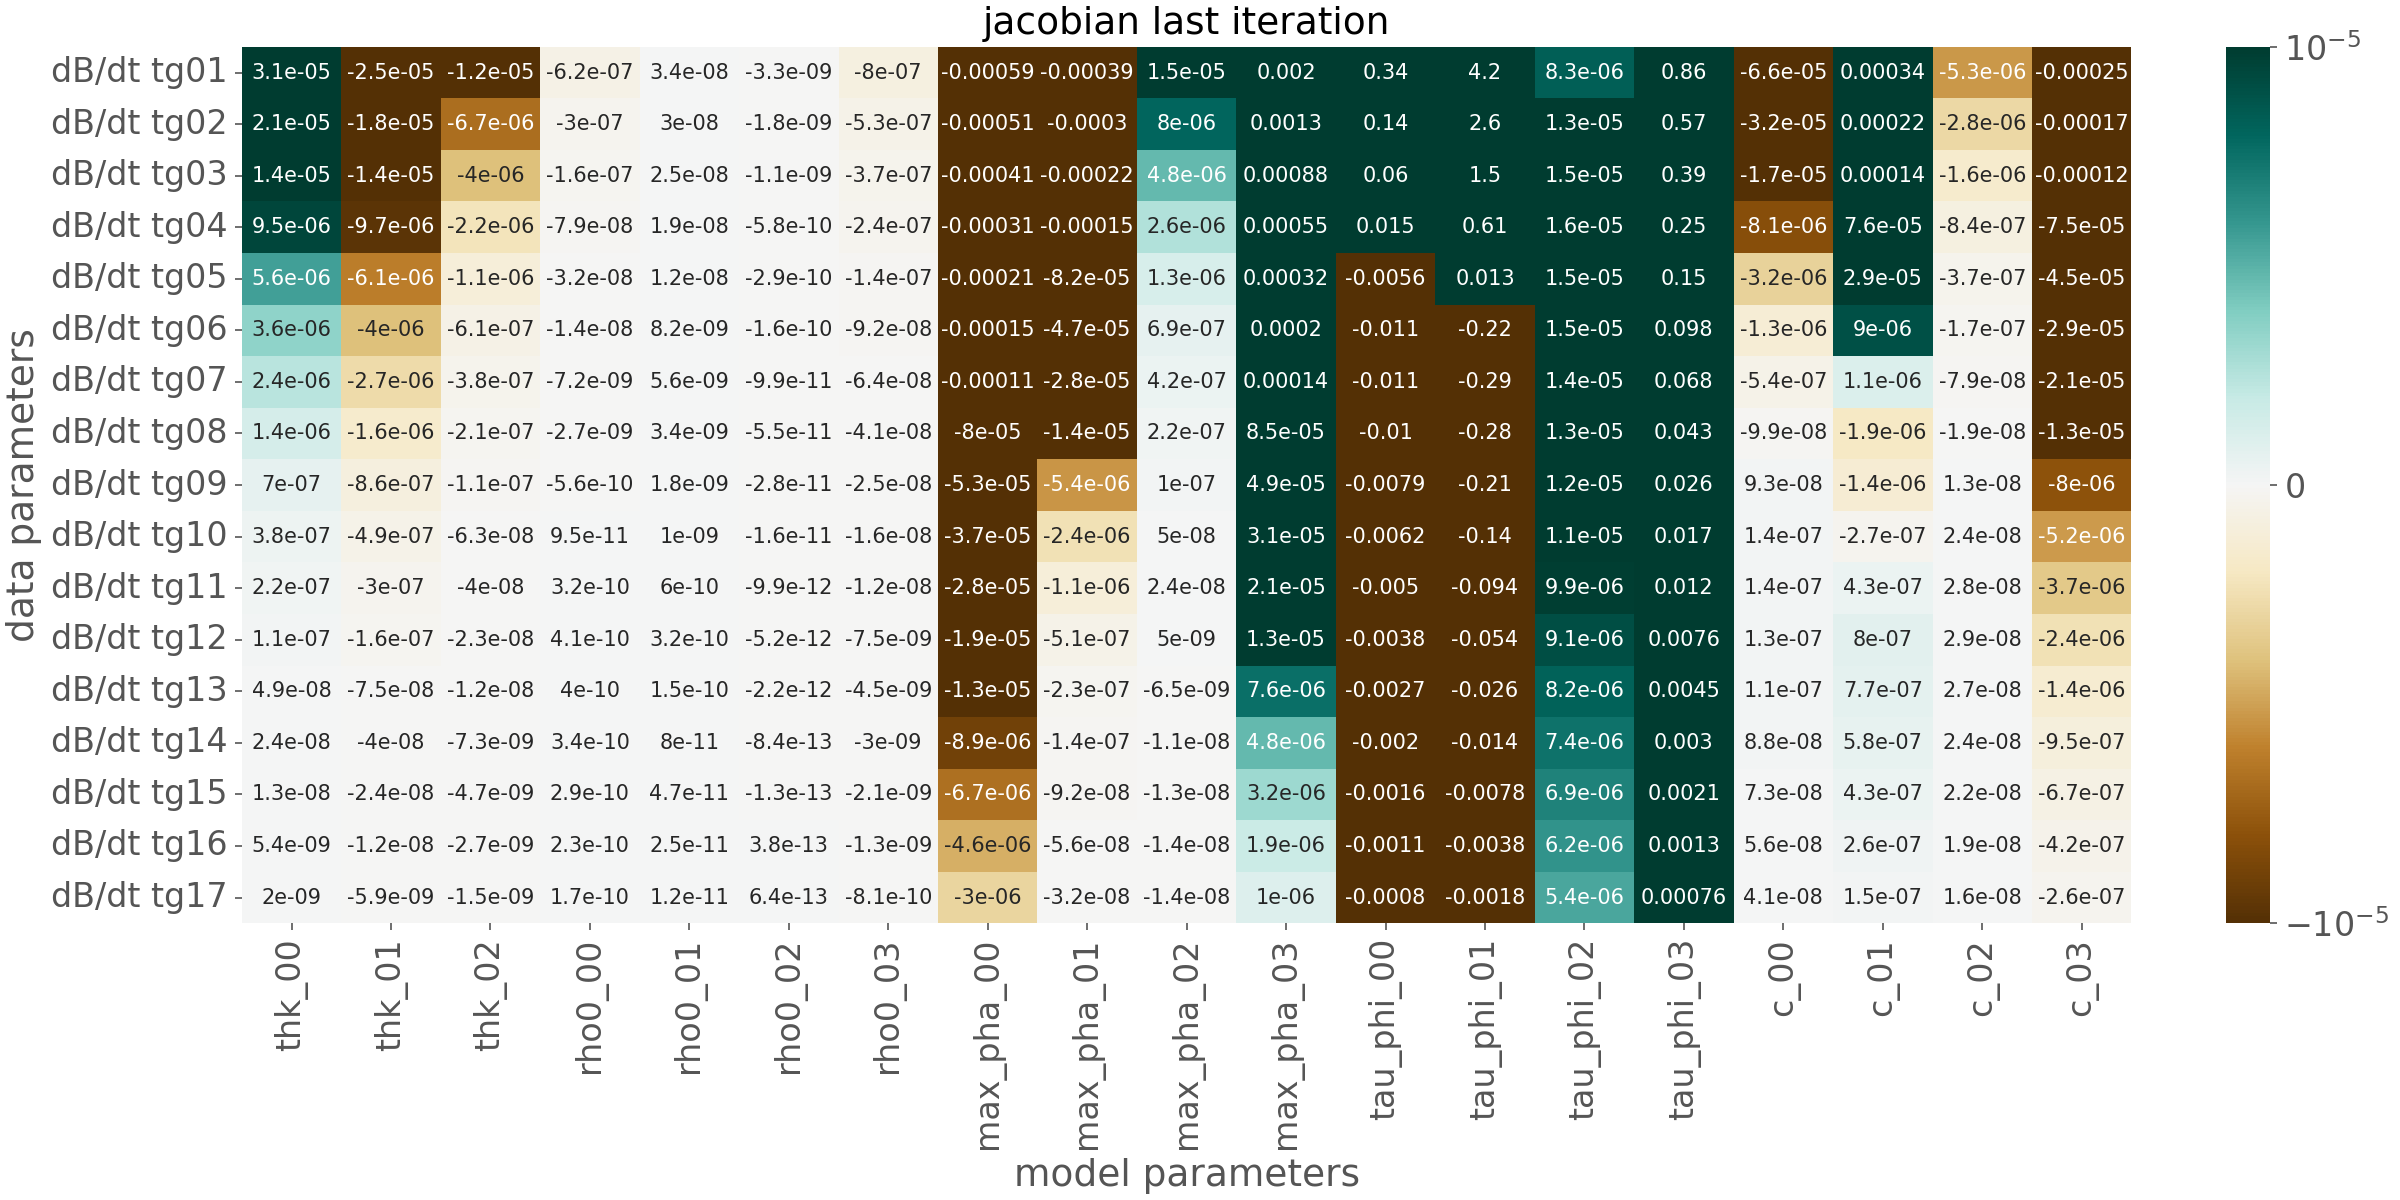 jacobian last iteration
dB/dt tg01 3.1e-05 -2.5e-05 -1.2e-05 -6.2e-07 3.4e-08 -3.3e-09 -8e-07 -0.00059 -0.00039 1.5e-05 0.002 0.34 4.2 8.3e-06 0.86 -6.6e-05 0.00034 -5.3e-06 -0.00025 10⁻⁵
dB/dt tg02 2.1e-05 -1.8e-05 -6.7e-06 -3e-07 3e-08 -1.8e-09 -5.3e-07 -0.00051 -0.0003 8e-06 0.0013 0.14 2.6 1.3e-05 0.57 -3.2e-05 0.00022 -2.8e-06 -0.00017
dB/dt tg03 1.4e-05 -1.4e-05 -4e-06 -1.6e-07 2.5e-08 -1.1e-09 -3.7e-07 -0.00041 -0.00022 4.8e-06 0.00088 0.06 1.5 1.5e-05 0.39 -1.7e-05 0.00014 -1.6e-06 -0.00012
dB/dt tg04 9.5e-06 -9.7e-06 -2.2e-06 -7.9e-08 1.9e-08 -5.8e-10 -2.4e-07 -0.00031 -0.00015 2.6e-06 0.00055 0.015 0.61 1.6e-05 0.25 -8.1e-06 7.6e-05 -8.4e-07 -7.5e-05
dB/dt tg05 5.6e-06 -6.1e-06 -1.1e-06 -3.2e-08 1.2e-08 -2.9e-10 -1.4e-07 -0.00021 -8.2e-05 1.3e-06 0.00032 -0.0056 0.013 1.5e-05 0.15 -3.2e-06 2.9e-05 -3.7e-07 -4.5e-05
dB/dt tg06 3.6e-06 -4e-06 -6.1e-07 -1.4e-08 8.2e-09 -1.6e-10 -9.2e-08 -0.00015 -4.7e-05 6.9e-07 0.0002 -0.011 -0.22 1.5e-05 0.098 -1.3e-06 9e-06 -1.7e-07 -2.9e-05
dB/dt tg07 2.4e-06 -2.7e-06 -3.8e-07 -7.2e-09 5.6e-09 -9.9e-11 -6.4e-08 -0.00011 -2.8e-05 4.2e-07 0.00014 -0.011 -0.29 1.4e-05 0.068 -5.4e-07 1.1e-06 -7.9e-08 -2.1e-05
dB/dt tg08 1.4e-06 -1.6e-06 -2.1e-07 -2.7e-09 3.4e-09 -5.5e-11 -4.1e-08 -8e-05 -1.4e-05 2.2e-07 8.5e-05 -0.01 -0.28 1.3e-05 0.043 -9.9e-08 -1.9e-06 -1.9e-08 -1.3e-05
dB/dt tg09 7e-07 -8.6e-07 -1.1e-07 -5.6e-10 1.8e-09 -2.8e-11 -2.5e-08 -5.3e-05 -5.4e-06 1e-07 4.9e-05 -0.0079 -0.21 1.2e-05 0.026 9.3e-08 -1.4e-06 1.3e-08 -8e-06 0
dB/dt tg10 3.8e-07 -4.9e-07 -6.3e-08 9.5e-11 1e-09 -1.6e-11 -1.6e-08 -3.7e-05 -2.4e-06 5e-08 3.1e-05 -0.0062 -0.14 1.1e-05 0.017 1.4e-07 -2.7e-07 2.4e-08 -5.2e-06
dB/dt tg11 2.2e-07 -3e-07 -4e-08 3.2e-10 6e-10 -9.9e-12 -1.2e-08 -2.8e-05 -1.1e-06 2.4e-08 2.1e-05 -0.005 -0.094 9.9e-06 0.012 1.4e-07 4.3e-07 2.8e-08 -3.7e-06
dB/dt tg12 1.1e-07 -1.6e-07 -2.3e-08 4.1e-10 3.2e-10 -5.2e-12 -7.5e-09 -1.9e-05 -5.1e-07 5e-09 1.3e-05 -0.0038 -0.054 9.1e-06 0.0076 1.3e-07 8e-07 2.9e-08 -2.4e-06
dB/dt tg13 4.9e-08 -7.5e-08 -1.2e-08 4e-10 1.5e-10 -2.2e-12 -4.5e-09 -1.3e-05 -2.3e-07 -6.5e-09 7.6e-06 -0.0027 -0.026 8.2e-06 0.0045 1.1e-07 7.7e-07 2.7e-08 -1.4e-06
dB/dt tg14 2.4e-08 -4e-08 -7.3e-09 3.4e-10 8e-11 -8.4e-13 -3e-09 -8.9e-06 -1.4e-07 -1.1e-08 4.8e-06 -0.002 -0.014 7.4e-06 0.003 8.8e-08 5.8e-07 2.4e-08 -9.5e-07
dB/dt tg15 1.3e-08 -2.4e-08 -4.7e-09 2.9e-10 4.7e-11 -1.3e-13 -2.1e-09 -6.7e-06 -9.2e-08 -1.3e-08 3.2e-06 -0.0016 -0.0078 6.9e-06 0.0021 7.3e-08 4.3e-07 2.2e-08 -6.7e-07
dB/dt tg16 5.4e-09 -1.2e-08 -2.7e-09 2.3e-10 2.5e-11 3.8e-13 -1.3e-09 -4.6e-06 -5.6e-08 -1.4e-08 1.9e-06 -0.0011 -0.0038 6.2e-06 0.0013 5.6e-08 2.6e-07 1.9e-08 -4.2e-07
dB/dt tg17 2e-09 -5.9e-09 -1.5e-09 1.7e-10 1.2e-11 6.4e-13 -8.1e-10 -3e-06 -3.2e-08 -1.4e-08 1e-06 -0.0008 -0.0018 5.4e-06 0.00076 4.1e-08 1.5e-07 1.6e-08 -2.6e-07 −10⁻⁵
data parameters
thk_00 thk_01 thk_02 rho0_00 rho0_01 rho0_02 rho0_03 max_pha_00 max_pha_01 max_pha_02 max_pha_03 tau_phi_00 tau_phi_01 tau_phi_02 tau_phi_03 c_00 c_01 c_02 c_03
model parameters